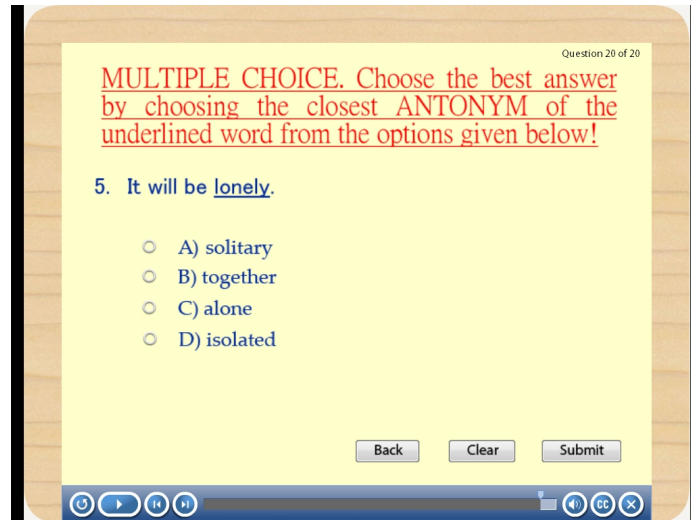 Question 20 of 20
MULTIPLE CHOICE. Choose the best answer
by choosing the closest ANTONYM of the
underlined word from the options given below!
5. It will be lonely.
A) solitary
B) together
C) alone
D) isolated
Back Clear Submit
CC